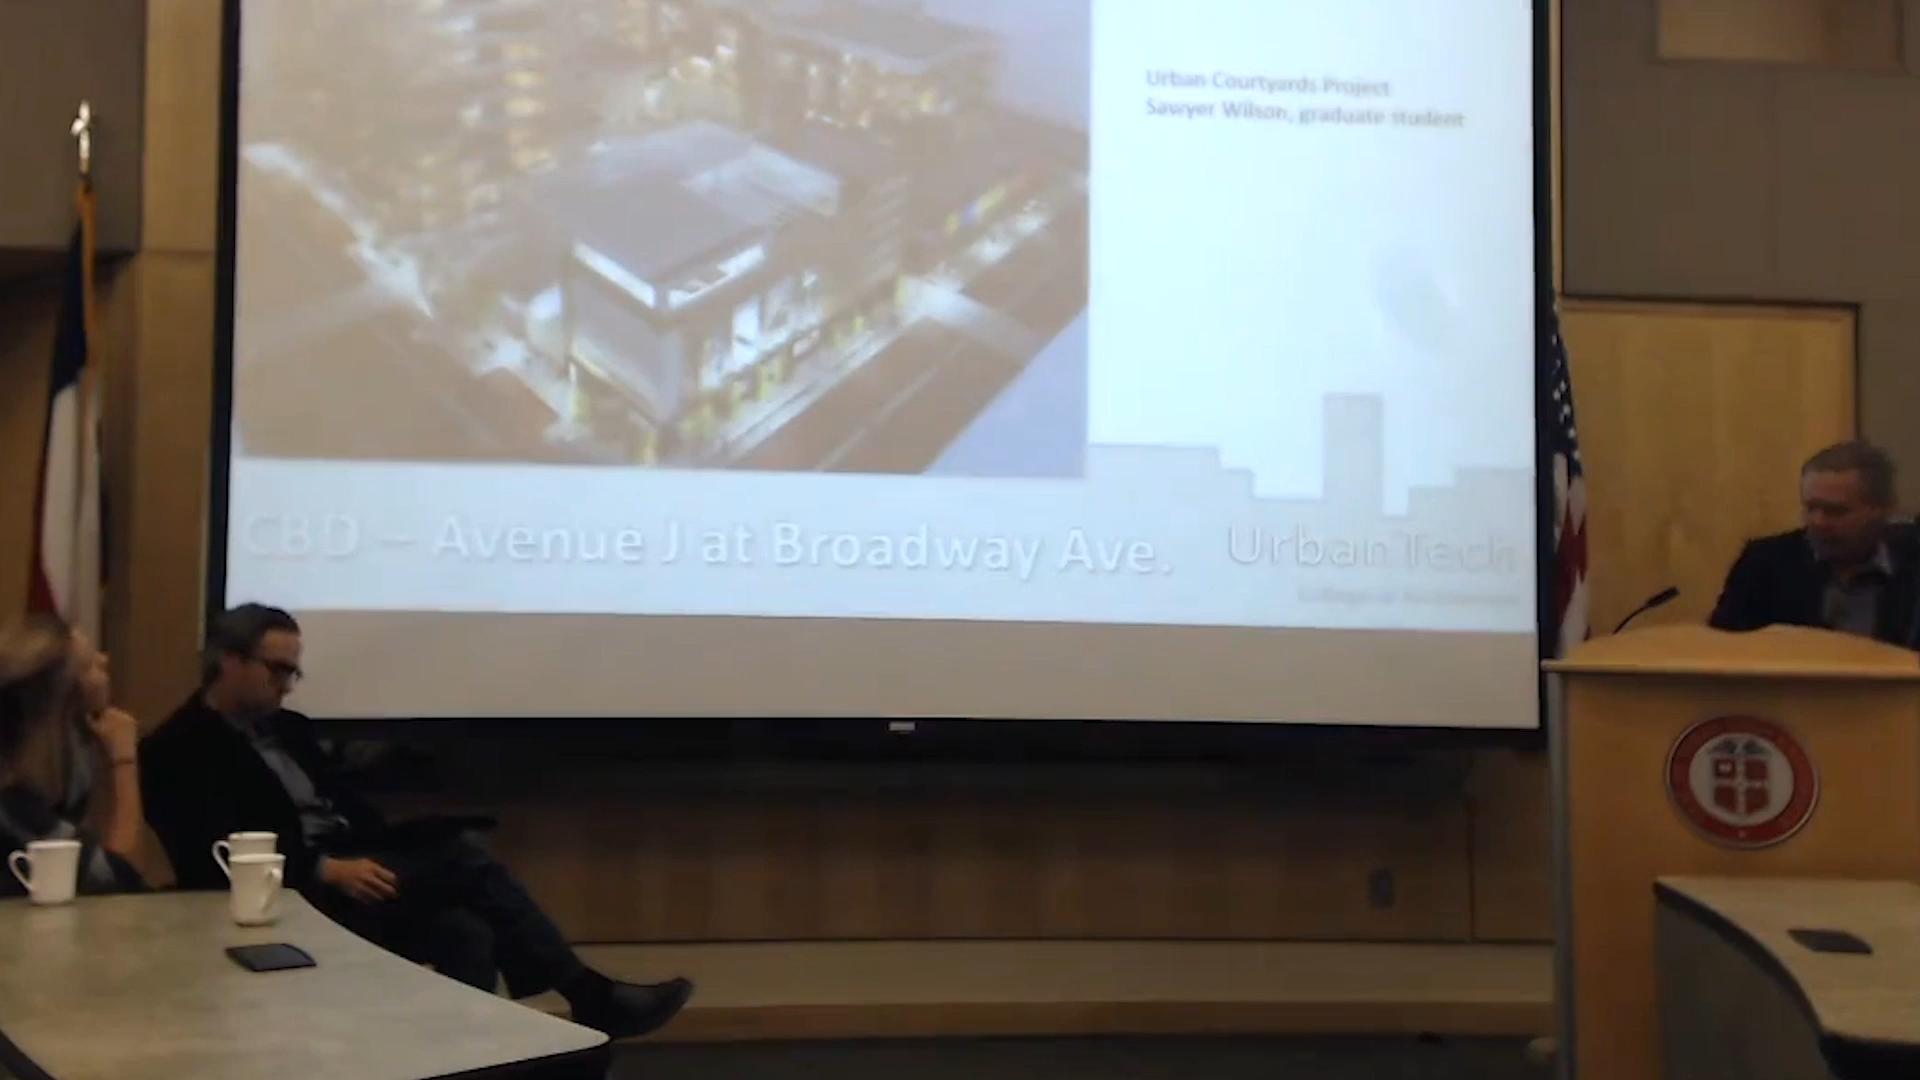 Urban Courtyards Project
Sawyer Wilson, graduate student
CBD – Avenue J at Broadway Ave.
Urban Tech